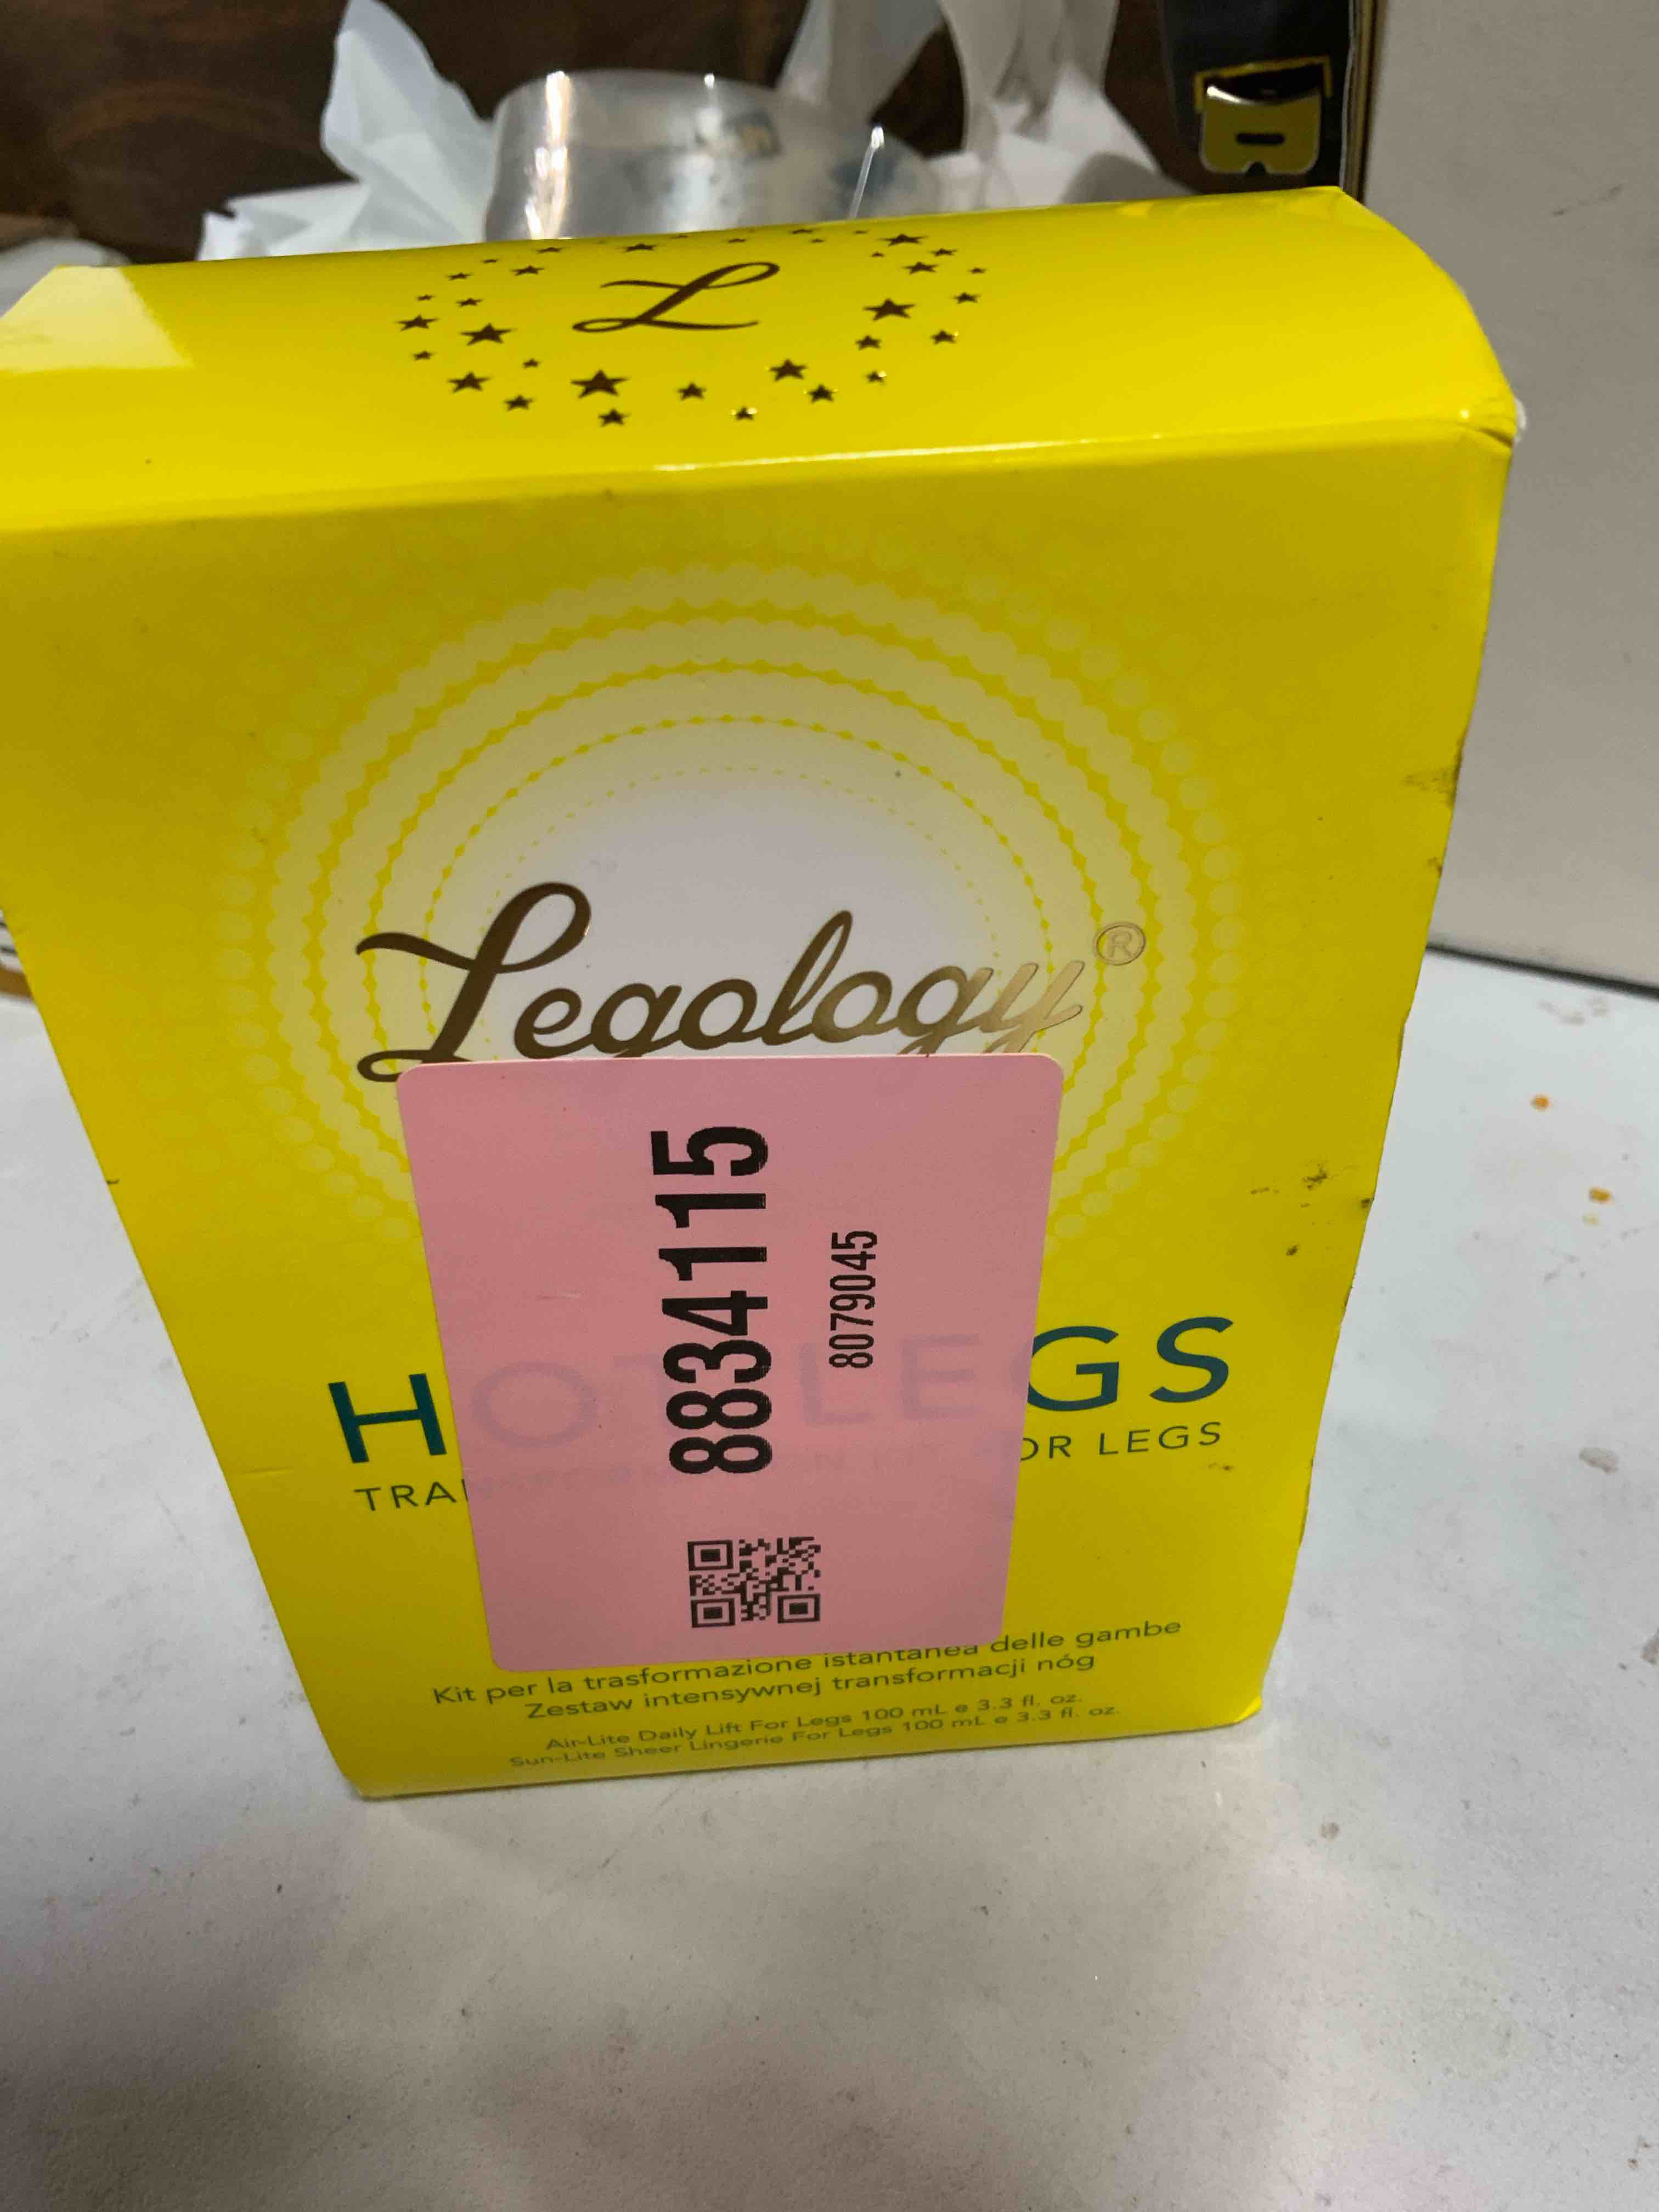 L
Legology®
8834115
8079045
HOT LEGS
TRA OR LEGS
Kit per la trasformazione istantanea delle gambe
Zestaw intensywnej transformacji nóg
Air-Lite Daily Lift For Legs 100 mL e 3.3 fl. oz.
Sun-Lite Sheer Lingerie For Legs 100 mL e 3.3 fl. oz.